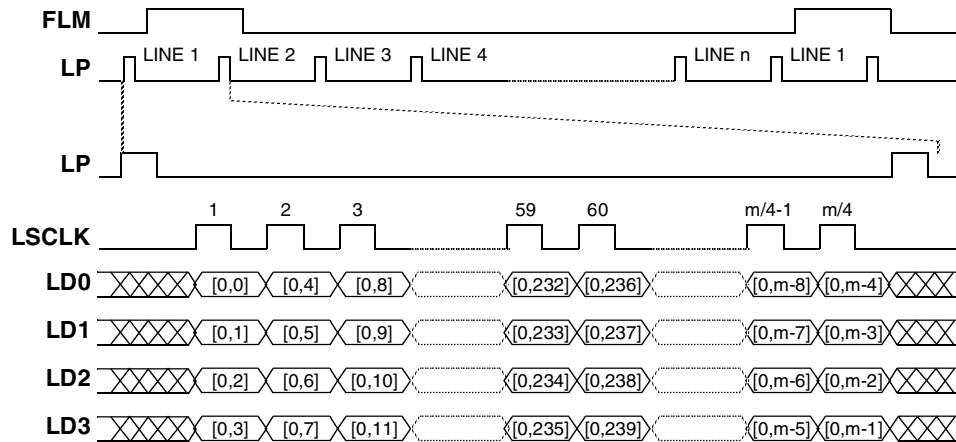 FLM
LP LINE 1 LINE 2 LINE 3 LINE 4 LINE n LINE 1
LP
1 2 3 59 60 m/4-1 m/4
LSCLK
LD0 [0,0] [0,4] [0,8] [0,232] [0,236] [0,m-8] [0,m-4]
LD1 [0,1] [0,5] [0,9] [0,233] [0,237] [0,m-7] [0,m-3]
LD2 [0,2] [0,6] [0,10] [0,234] [0,238] [0,m-6] [0,m-2]
LD3 [0,3] [0,7] [0,11] [0,235] [0,239] [0,m-5] [0,m-1]